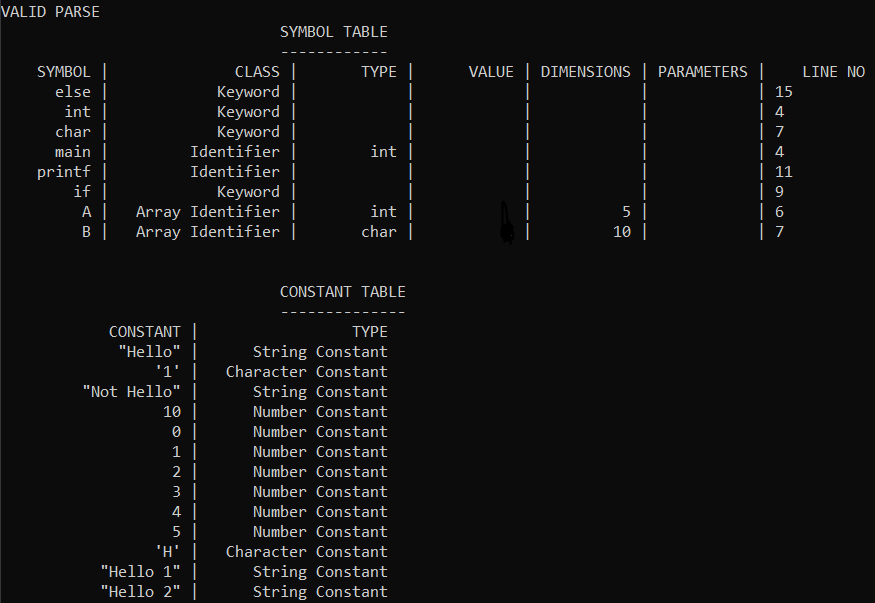 VALID PARSE
SYMBOL TABLE
------------
SYMBOL | CLASS | TYPE | VALUE | DIMENSIONS | PARAMETERS | LINE NO
else | Keyword | | | | | 15
int | Keyword | | | | | 4
char | Keyword | | | | | 7
main | Identifier | int | | | | 4
printf | Identifier | | | | | 11
if | Keyword | | | | | 9
A | Array Identifier | int | | 5 | | 6
B | Array Identifier | char | | 10 | | 7
CONSTANT TABLE
--------------
CONSTANT | TYPE
"Hello" | String Constant
'1' | Character Constant
"Not Hello" | String Constant
10 | Number Constant
0 | Number Constant
1 | Number Constant
2 | Number Constant
3 | Number Constant
4 | Number Constant
5 | Number Constant
'H' | Character Constant
"Hello 1" | String Constant
"Hello 2" | String Constant